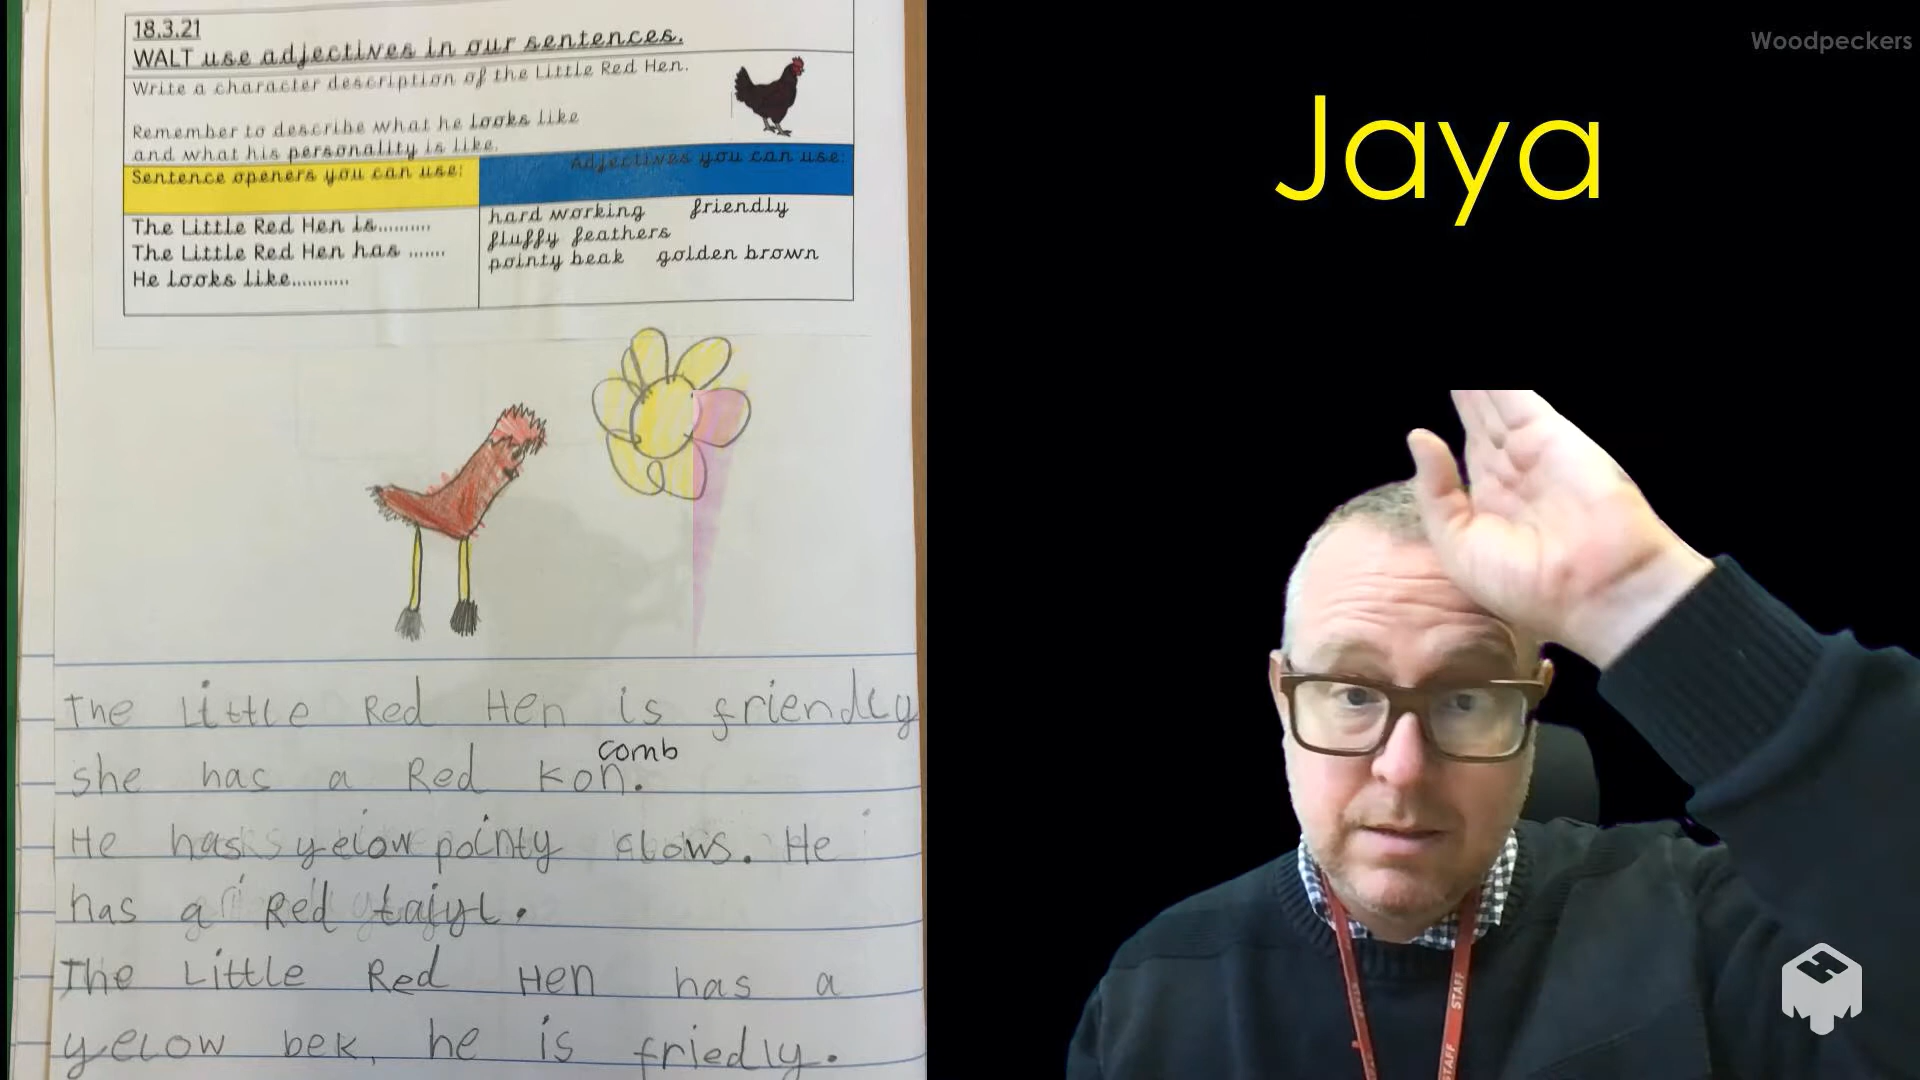 18.3.21
WALT use adjectives in our sentences.
Write a character description of the Little Red Hen.
Remember to describe what he looks like
and what his personality is like.
Sentence openers you can use:
Adjectives you can use:
The Little Red Hen is..........
The Little Red Hen has .......
He looks like...........
hard working friendly
fluffy feathers
pointy beak golden brown
The Little Red Hen is friendly
comb
she has a Red kon.
He has yelow pointy clows. He
has a Red tajyl.
The Little Red Hen has a
yelow bek, he is friedly.
Woodpeckers
Jaya
STAFF
STAFF